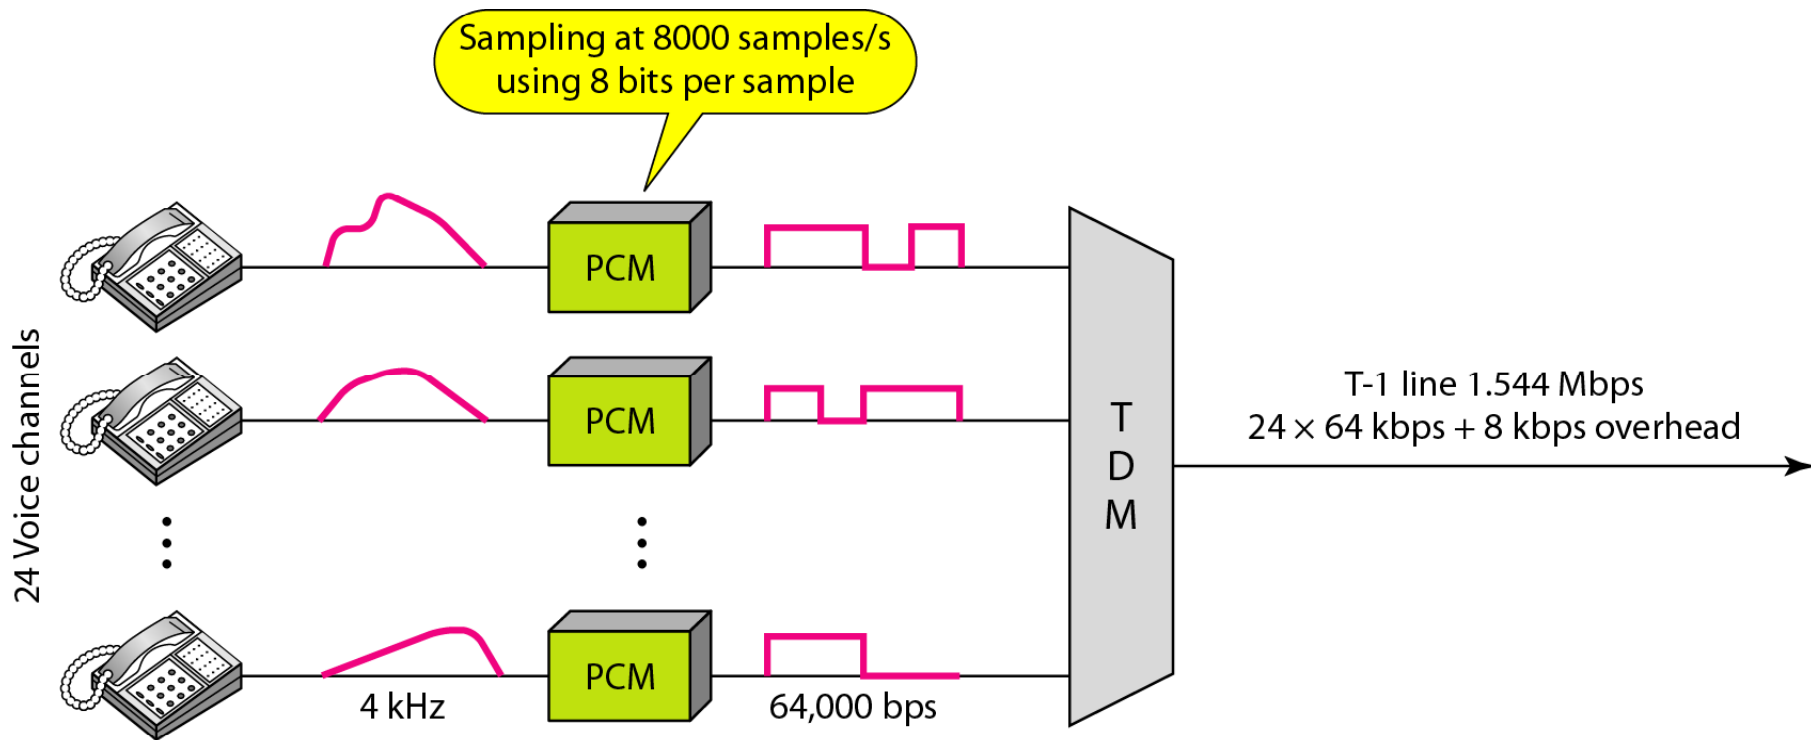 Sampling at 8000 samples/s
using 8 bits per sample
24 Voice channels
PCM
PCM
T-1 line 1.544 Mbps
24 × 64 kbps + 8 kbps overhead
T
D
M
PCM
4 kHz
64,000 bps